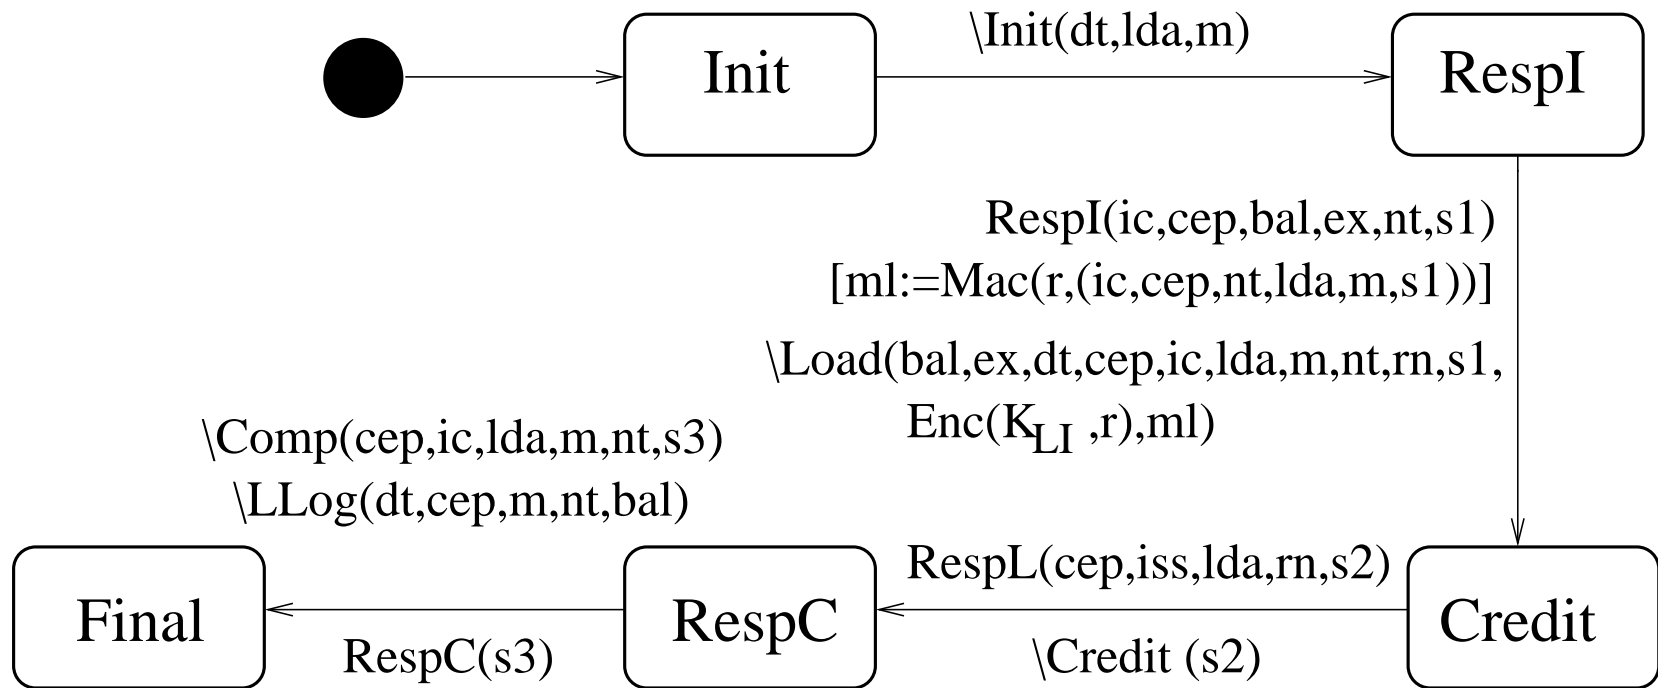 Init
\Init(dt,lda,m)
RespI
RespI(ic,cep,bal,ex,nt,s1)
[ml:=Mac(r,(ic,cep,nt,lda,m,s1))]
\Load(bal,ex,dt,cep,ic,lda,m,nt,rn,s1,
Enc(K_LI ,r),ml)
Credit
RespL(cep,iss,lda,rn,s2)
\Credit (s2)
RespC
\Comp(cep,ic,lda,m,nt,s3)
\LLog(dt,cep,m,nt,bal)
RespC(s3)
Final